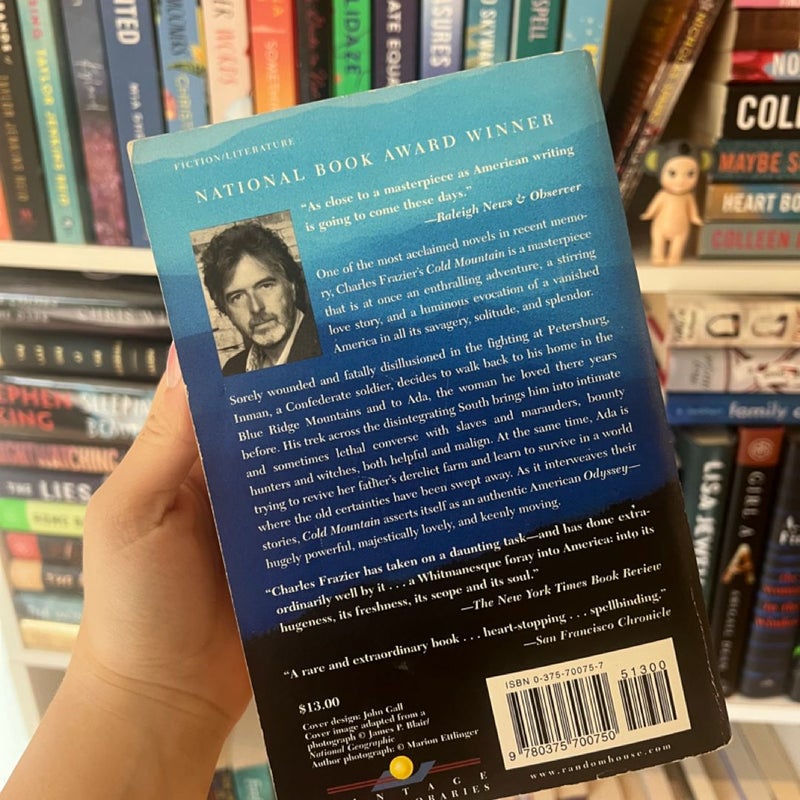 FICTION/LITERATURE
NATIONAL BOOK AWARD WINNER
“As close to a masterpiece as American writing
is going to come these days.”
—Raleigh News & Observer
One of the most acclaimed novels in recent memo-
ry, Charles Frazier's Cold Mountain is a masterpiece
that is at once an enthralling adventure, a stirring
love story, and a luminous evocation of a vanished
America in all its savagery, solitude, and splendor.
Sorely wounded and fatally disillusioned in the fighting at Petersburg,
Inman, a Confederate soldier, decides to walk back to his home in the
Blue Ridge Mountains and to Ada, the woman he loved there years
before. His trek across the disintegrating South brings him into intimate
and sometimes lethal converse with slaves and marauders, bounty
hunters and witches, both helpful and malign. At the same time, Ada is
trying to revive her father's derelict farm and learn to survive in a world
where the old certainties have been swept away. As it interweaves their
stories, Cold Mountain asserts itself as an authentic American Odyssey—
hugely powerful, majestically lovely, and keenly moving.
“Charles Frazier has taken on a daunting task—and has done extra-
ordinarily well by it . . . a Whitmanesque foray into America: into its
hugeness, its freshness, its scope and its soul.”
—The New York Times Book Review
“A rare and extraordinary book . . . heart-stopping . . . spellbinding.”
—San Francisco Chronicle
$13.00
Cover design: John Gall
Cover image adapted from a
photograph © James P. Blair/
National Geographic
Author photograph: © Marion Ettlinger
ISBN 0-375-70075-7
51300
9 780375 700750
www.randomhouse.com
TAYLOR JENKINS REID
SPELL
COLL
MAYBE S
HEART BO
COLLEEN
family
LISA JEWEL
CHRIS
KING
THE LIES